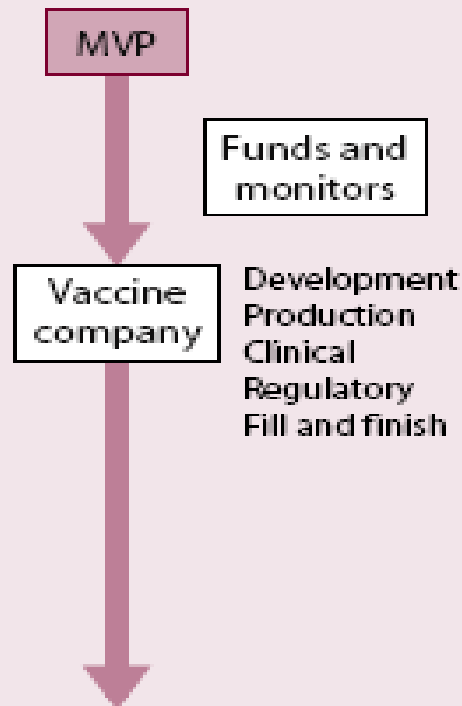 MVP
Funds and
monitors
Vaccine
company
Development
Production
Clinical
Regulatory
Fill and finish